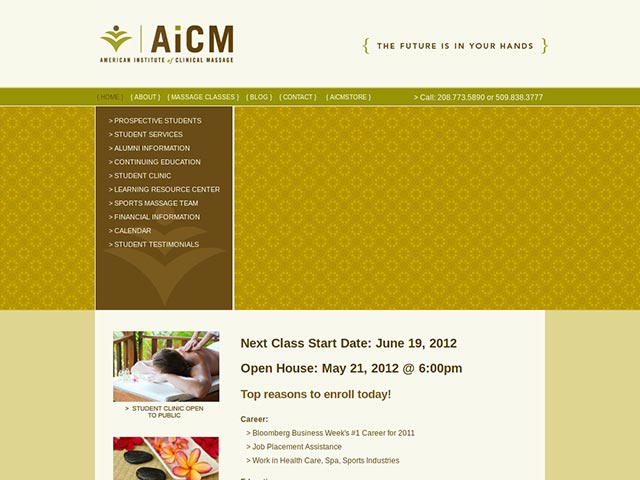 AiCM
AMERICAN INSTITUTE of CLINICAL MASSAGE
{ THE FUTURE IS IN YOUR HANDS }
{ HOME } { ABOUT } { MASSAGE CLASSES } { BLOG } { CONTACT } { AICMSTORE } > Call: 208.773.5890 or 509.838.3777
> PROSPECTIVE STUDENTS
> STUDENT SERVICES
> ALUMNI INFORMATION
> CONTINUING EDUCATION
> STUDENT CLINIC
> LEARNING RESOURCE CENTER
> SPORTS MASSAGE TEAM
> FINANCIAL INFORMATION
> CALENDAR
> STUDENT TESTIMONIALS
> STUDENT CLINIC OPEN
TO PUBLIC
Next Class Start Date: June 19, 2012
Open House: May 21, 2012 @ 6:00pm
Top reasons to enroll today!
Career:
> Bloomberg Business Week's #1 Career for 2011
> Job Placement Assistance
> Work in Health Care, Spa, Sports Industries